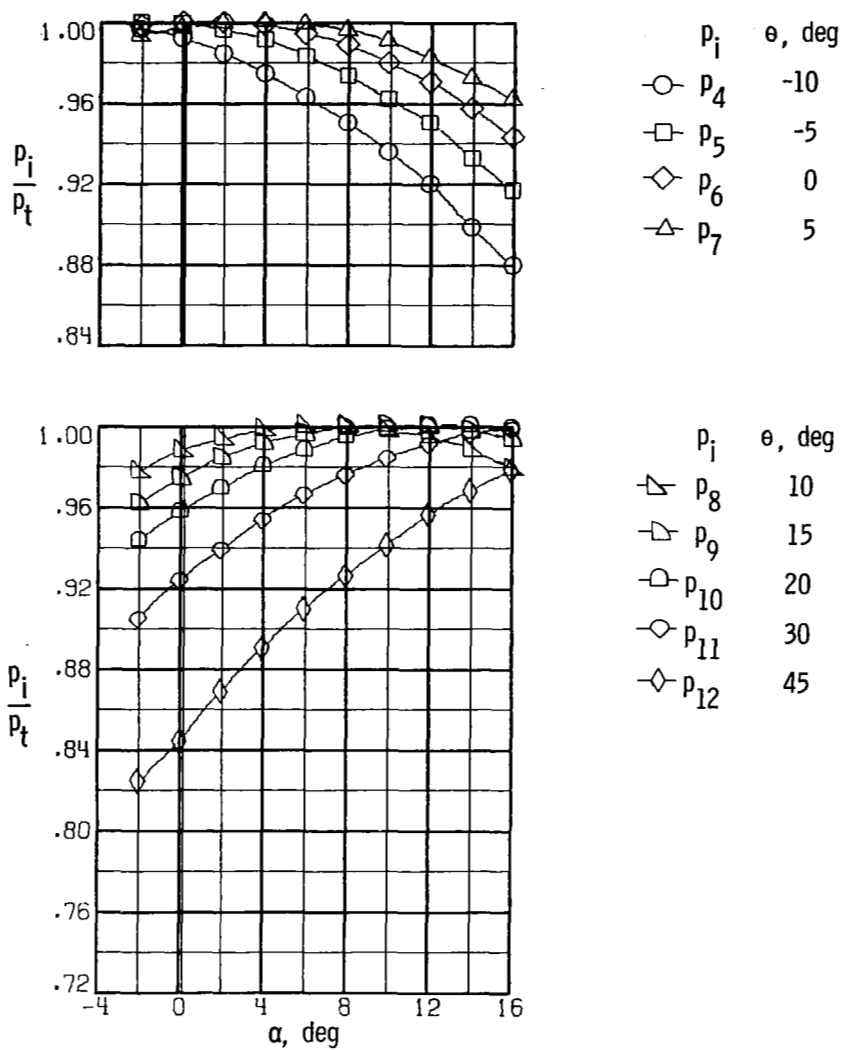 1.00
.96
.92
.88
.84
p_i
p_t
p_i θ, deg
p_4 -10
p_5 -5
p_6 0
p_7 5
1.00
.96
.92
.88
.84
.80
.76
.72
p_i
p_t
-4 0 4 8 12 16
α, deg
p_i θ, deg
p_8 10
p_9 15
p_10 20
p_11 30
p_12 45